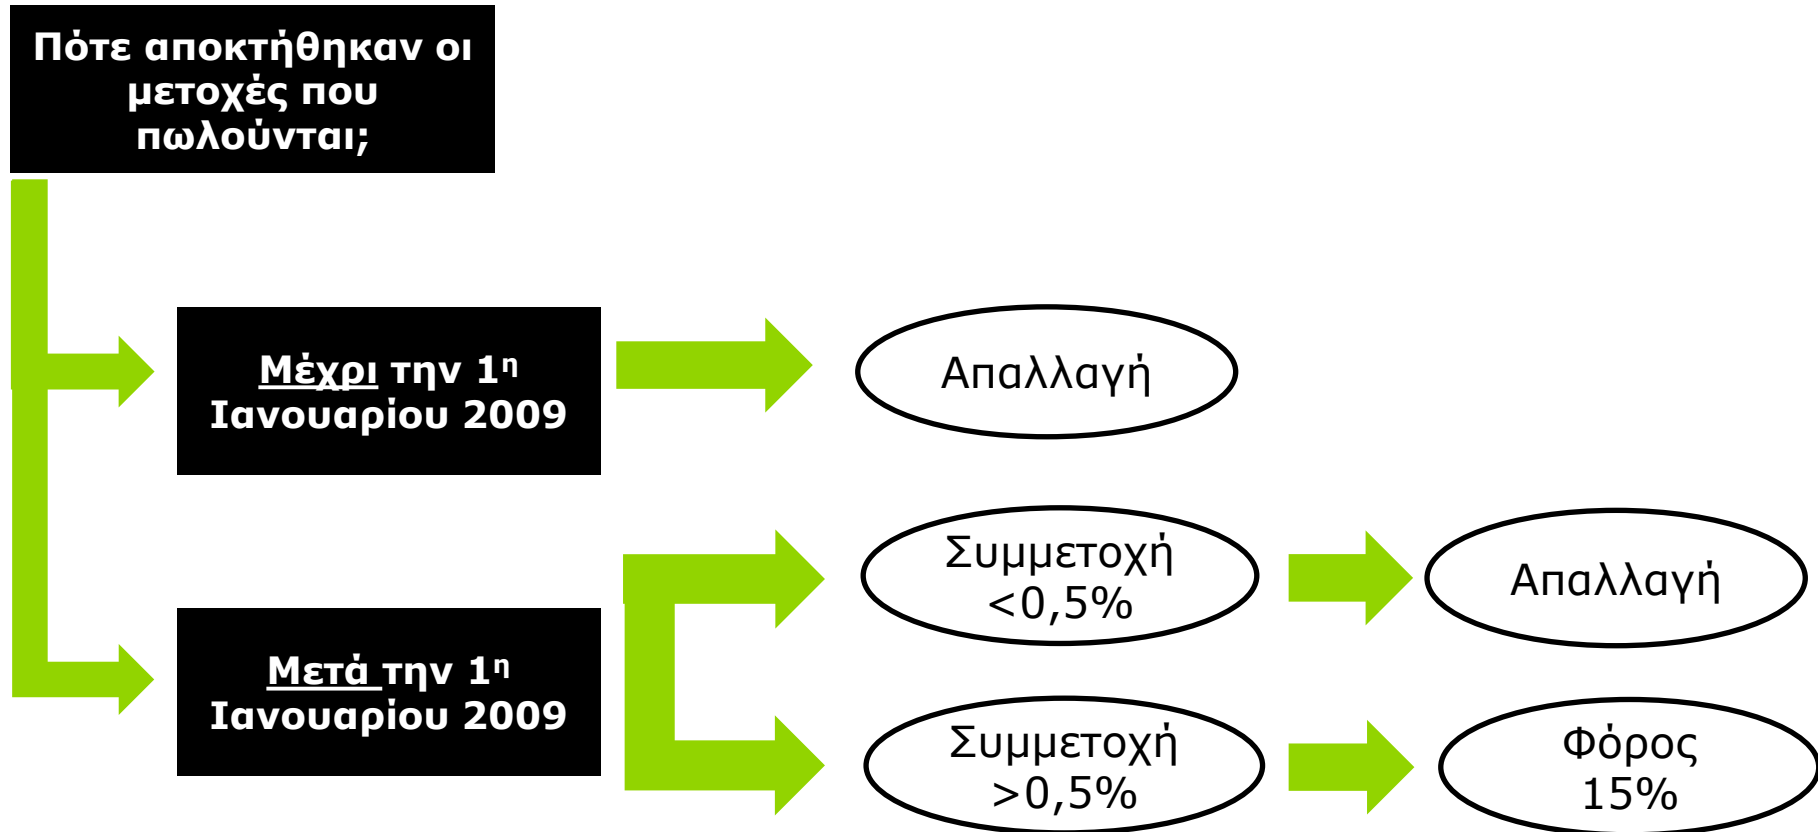 Πότε αποκτήθηκαν οι
μετοχές που
πωλούνται;
Μέχρι την 1η
Ιανουαρίου 2009
Απαλλαγή
Μετά την 1η
Ιανουαρίου 2009
Συμμετοχή
<0,5%
Απαλλαγή
Συμμετοχή
>0,5%
Φόρος
15%